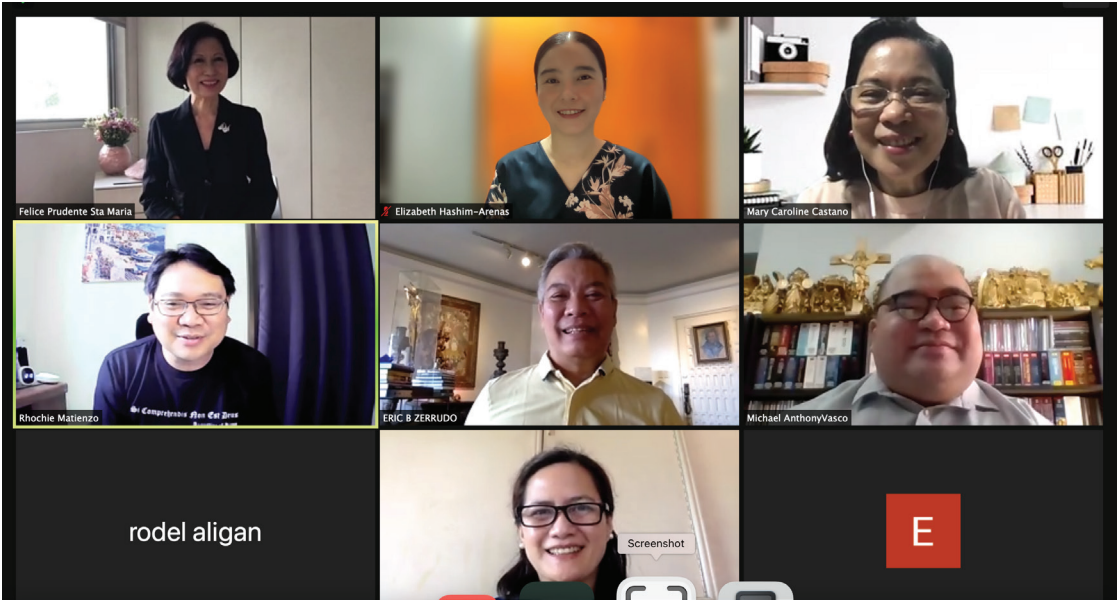 Felice Prudente Sta Maria
Elizabeth Hashim-Arenas
Mary Caroline Castano
Si Comprehendis Non Est Deus
Rhochie Matienzo
ERIC B ZERRUDO
Michael AnthonyVasco
rodel aligan
Screenshot
E